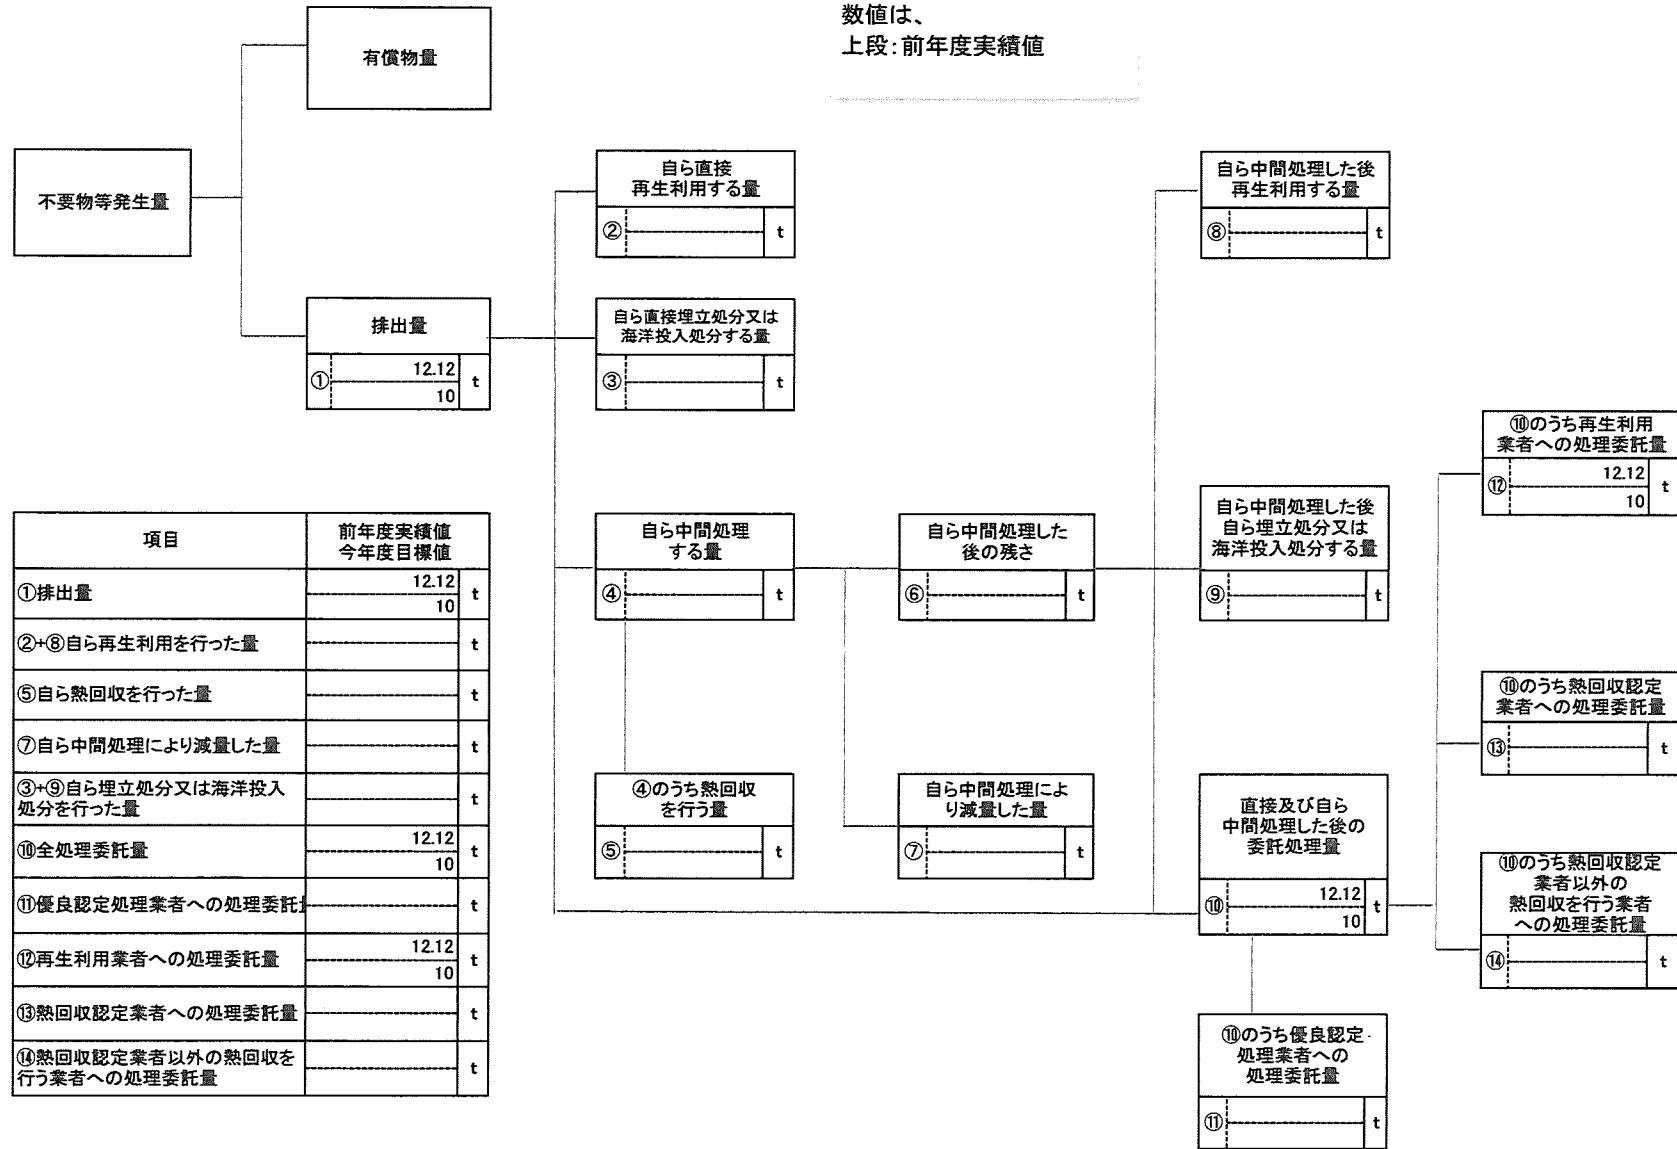 数値は、
上段：前年度実績値
有償物量
不要物等発生量
排出量
① 12.12 t
10
自ら直接
再生利用する量
② t
自ら直接埋立処分又は
海洋投入処分する量
③ t
自ら中間処理
する量
④ t
④のうち熱回収
を行う量
⑤ t
自ら中間処理した
後の残さ
⑥ t
自ら中間処理によ
り減量した量
⑦ t
自ら中間処理した後
再生利用する量
⑧ t
自ら中間処理した後
自ら埋立処分又は
海洋投入処分する量
⑨ t
直接及び自ら
中間処理した後の
委託処理量
⑩ 12.12 t
10
⑩のうち優良認定
処理業者への
処理委託量
⑪ t
⑩のうち再生利用
業者への処理委託量
⑫ 12.12 t
10
⑩のうち熱回収認定
業者への処理委託量
⑬ t
⑩のうち熱回収認定
業者以外の
熱回収を行う業者
への処理委託量
⑭ t
項目 前年度実績値
今年度目標値
①排出量 12.12 t
10
②+⑧自ら再生利用を行った量 t
⑤自ら熱回収を行った量 t
⑦自ら中間処理により減量した量 t
③+⑨自ら埋立処分又は海洋投入
処分を行った量 t
⑩全処理委託量 12.12 t
10
⑪優良認定処理業者への処理委託 t
⑫再生利用業者への処理委託量 12.12 t
10
⑬熱回収認定業者への処理委託量 t
⑭熱回収認定業者以外の熱回収を
行う業者への処理委託量 t